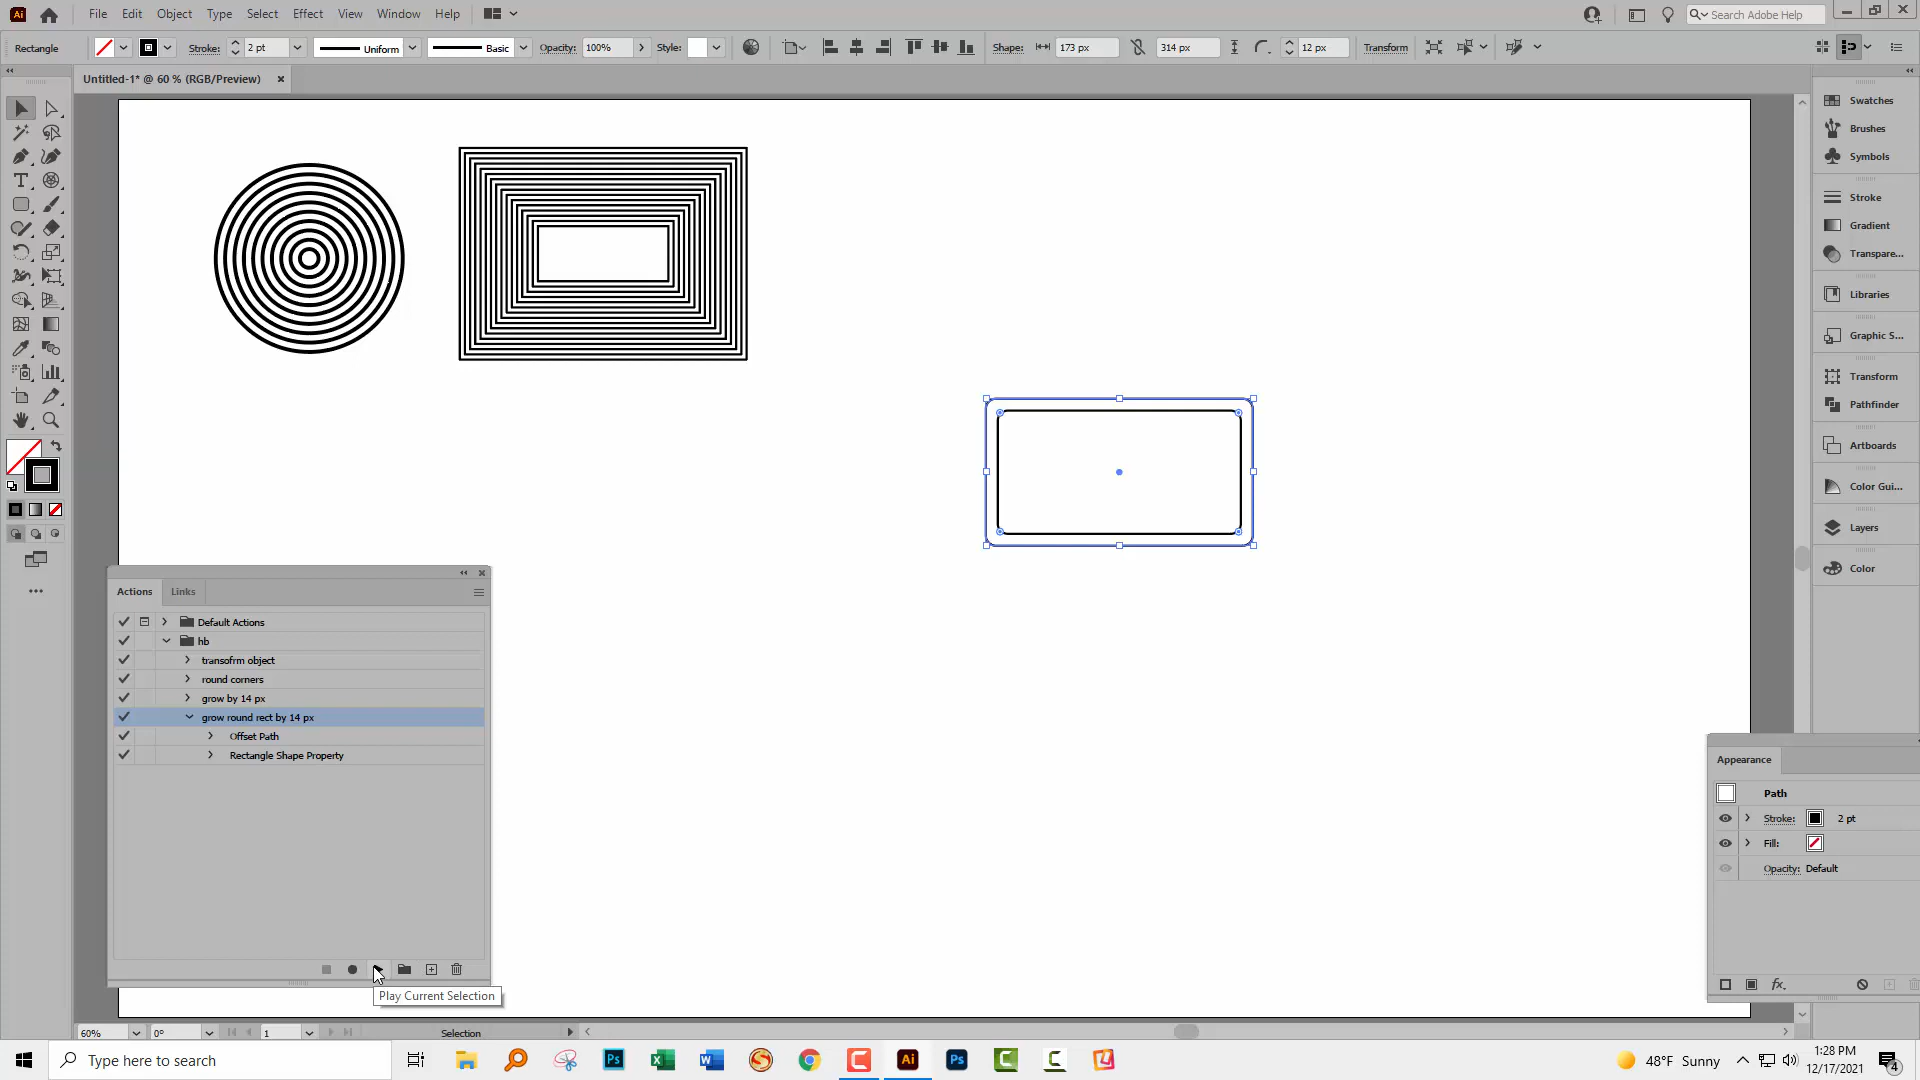 Ai File Edit Object Type Select Effect View Window Help Search Adobe Help
Rectangle Stroke: 2 pt Uniform Basic Opacity: 100% Style: Shape: 173 px 314 px 12 px Transform
Untitled-1* @ 60 % (RGB/Preview)
Swatches
Brushes
Symbols
Stroke
Gradient
Transpare...
Libraries
Graphic S...
Transform
Pathfinder
Artboards
Color Gui...
Layers
Color
Actions Links
Default Actions
hb
transofrm object
round corners
grow by 14 px
grow round rect by 14 px
Offset Path
Rectangle Shape Property
Play Current Selection
Appearance
Path
Stroke: 2 pt
Fill:
Opacity: Default
60% 0° 1 Selection
Type here to search Ps Ai Ps 48°F Sunny 1:28 PM
12/17/2021 4